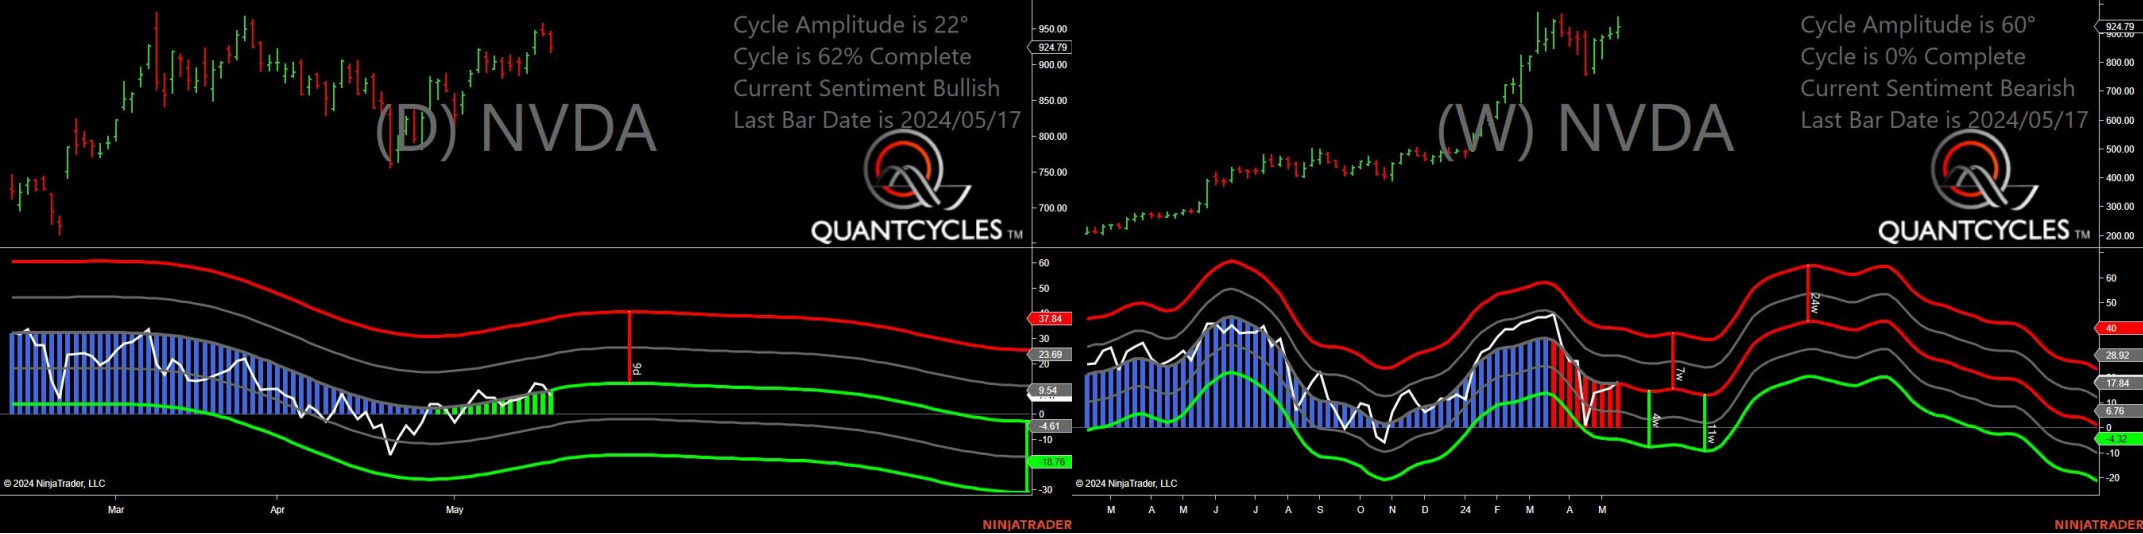 Cycle Amplitude is 22°
Cycle is 62% Complete
Current Sentiment Bullish
Last Bar Date is 2024/05/17
(D) NVDA
QUANTCYCLES TM
950.00
924.79
900.00
850.00
800.00
750.00
700.00
60
50
37.84
30
23.69
20
9.54
0
-4.61
-10
-18.76
-30
9d
© 2024 NinjaTrader, LLC
Mar Apr May
NINJATRADER
Cycle Amplitude is 60°
Cycle is 0% Complete
Current Sentiment Bearish
Last Bar Date is 2024/05/17
(W) NVDA
QUANTCYCLES TM
924.79
900.00
800.00
700.00
600.00
500.00
400.00
300.00
200.00
60
50
40
28.92
17.84
10
6.76
0
-4.32
-10
-20
24w
7w
4w
11w
© 2024 NinjaTrader, LLC
M A M J J A S O N D 24 F M A M
NINJATRADER